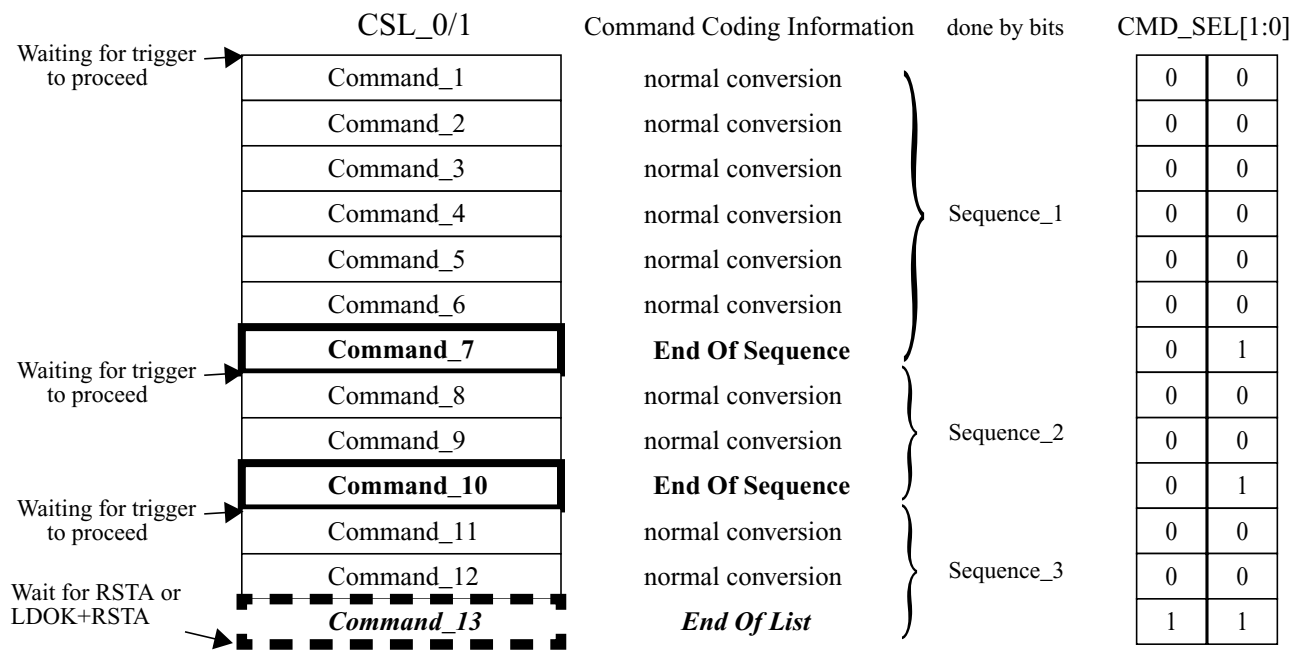 CSL_0/1 Command Coding Information done by bits CMD_SEL[1:0]
Waiting for trigger
to proceed
Command_1 normal conversion 0 0
Command_2 normal conversion 0 0
Command_3 normal conversion 0 0
Command_4 normal conversion Sequence_1 0 0
Command_5 normal conversion 0 0
Command_6 normal conversion 0 0
Command_7 End Of Sequence 0 1
Waiting for trigger
to proceed
Command_8 normal conversion 0 0
Command_9 normal conversion Sequence_2 0 0
Command_10 End Of Sequence 0 1
Waiting for trigger
to proceed
Command_11 normal conversion 0 0
Command_12 normal conversion Sequence_3 0 0
Wait for RSTA or
LDOK+RSTA
Command_13 End Of List 1 1